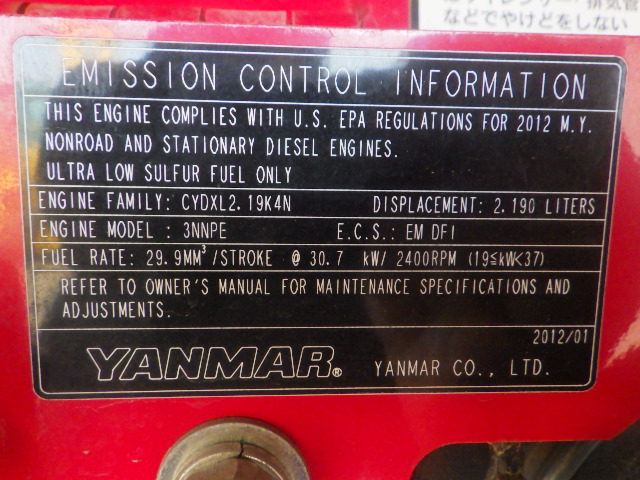 排気管
などでやけどをしない
EMISSION CONTROL INFORMATION
THIS ENGINE COMPLIES WITH U.S. EPA REGULATIONS FOR 2012 M.Y.
NONROAD AND STATIONARY DIESEL ENGINES.
ULTRA LOW SULFUR FUEL ONLY
ENGINE FAMILY: CYDXL2.19K4N DISPLACEMENT: 2.190 LITERS
ENGINE MODEL : 3NNPE E.C.S.: EM DFI
FUEL RATE: 29.9MM³/STROKE @ 30.7 kW/ 2400RPM (19≦kW<37)
REFER TO OWNER'S MANUAL FOR MAINTENANCE SPECIFICATIONS AND
ADJUSTMENTS.
2012/01
YANMAR® YANMAR CO., LTD.